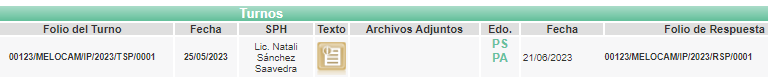 Turnos
Folio del Turno Fecha SPH Texto Archivos Adjuntos Edo. Fecha Folio de Respuesta
00123/MELOCAM/IP/2023/TSP/0001 25/05/2023 Lic. Natali Sánchez Saavedra PS PA 21/06/2023 00123/MELOCAM/IP/2023/RSP/0001